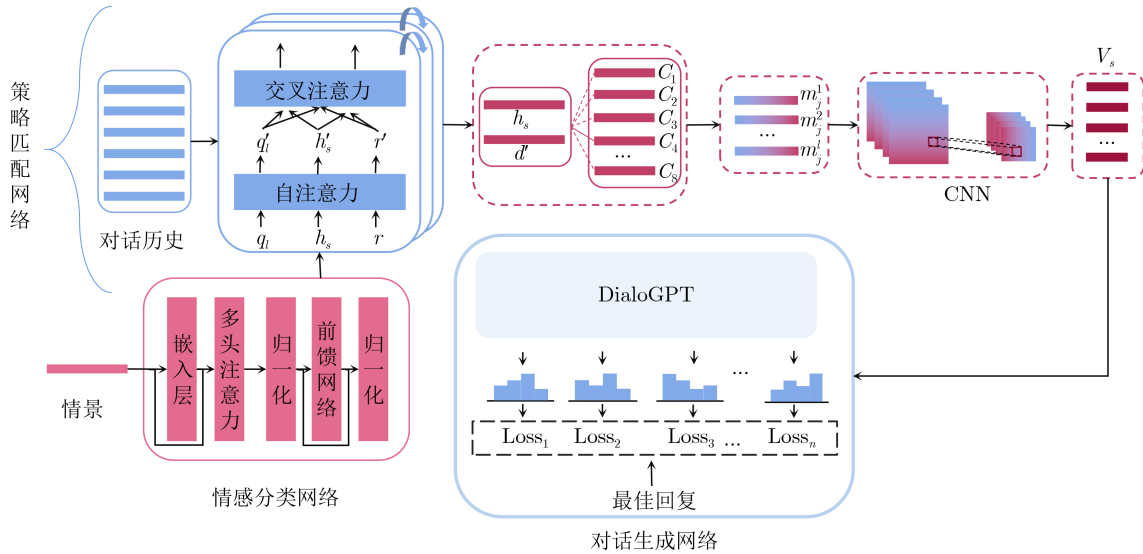 策略匹配网络
对话历史
交叉注意力
q'_l h'_s r'
自注意力
q_l h_s r
h_s
d'
C_1
C_2
C_3
C_4
...
C_8
m_j^1
m_j^2
...
m_j^l
CNN
V_s
...
情景
嵌入层
多头注意力
归一化
前馈网络
归一化
情感分类网络
DialoGPT
...
Loss_1 Loss_2 Loss_3 ... Loss_n
最佳回复
对话生成网络